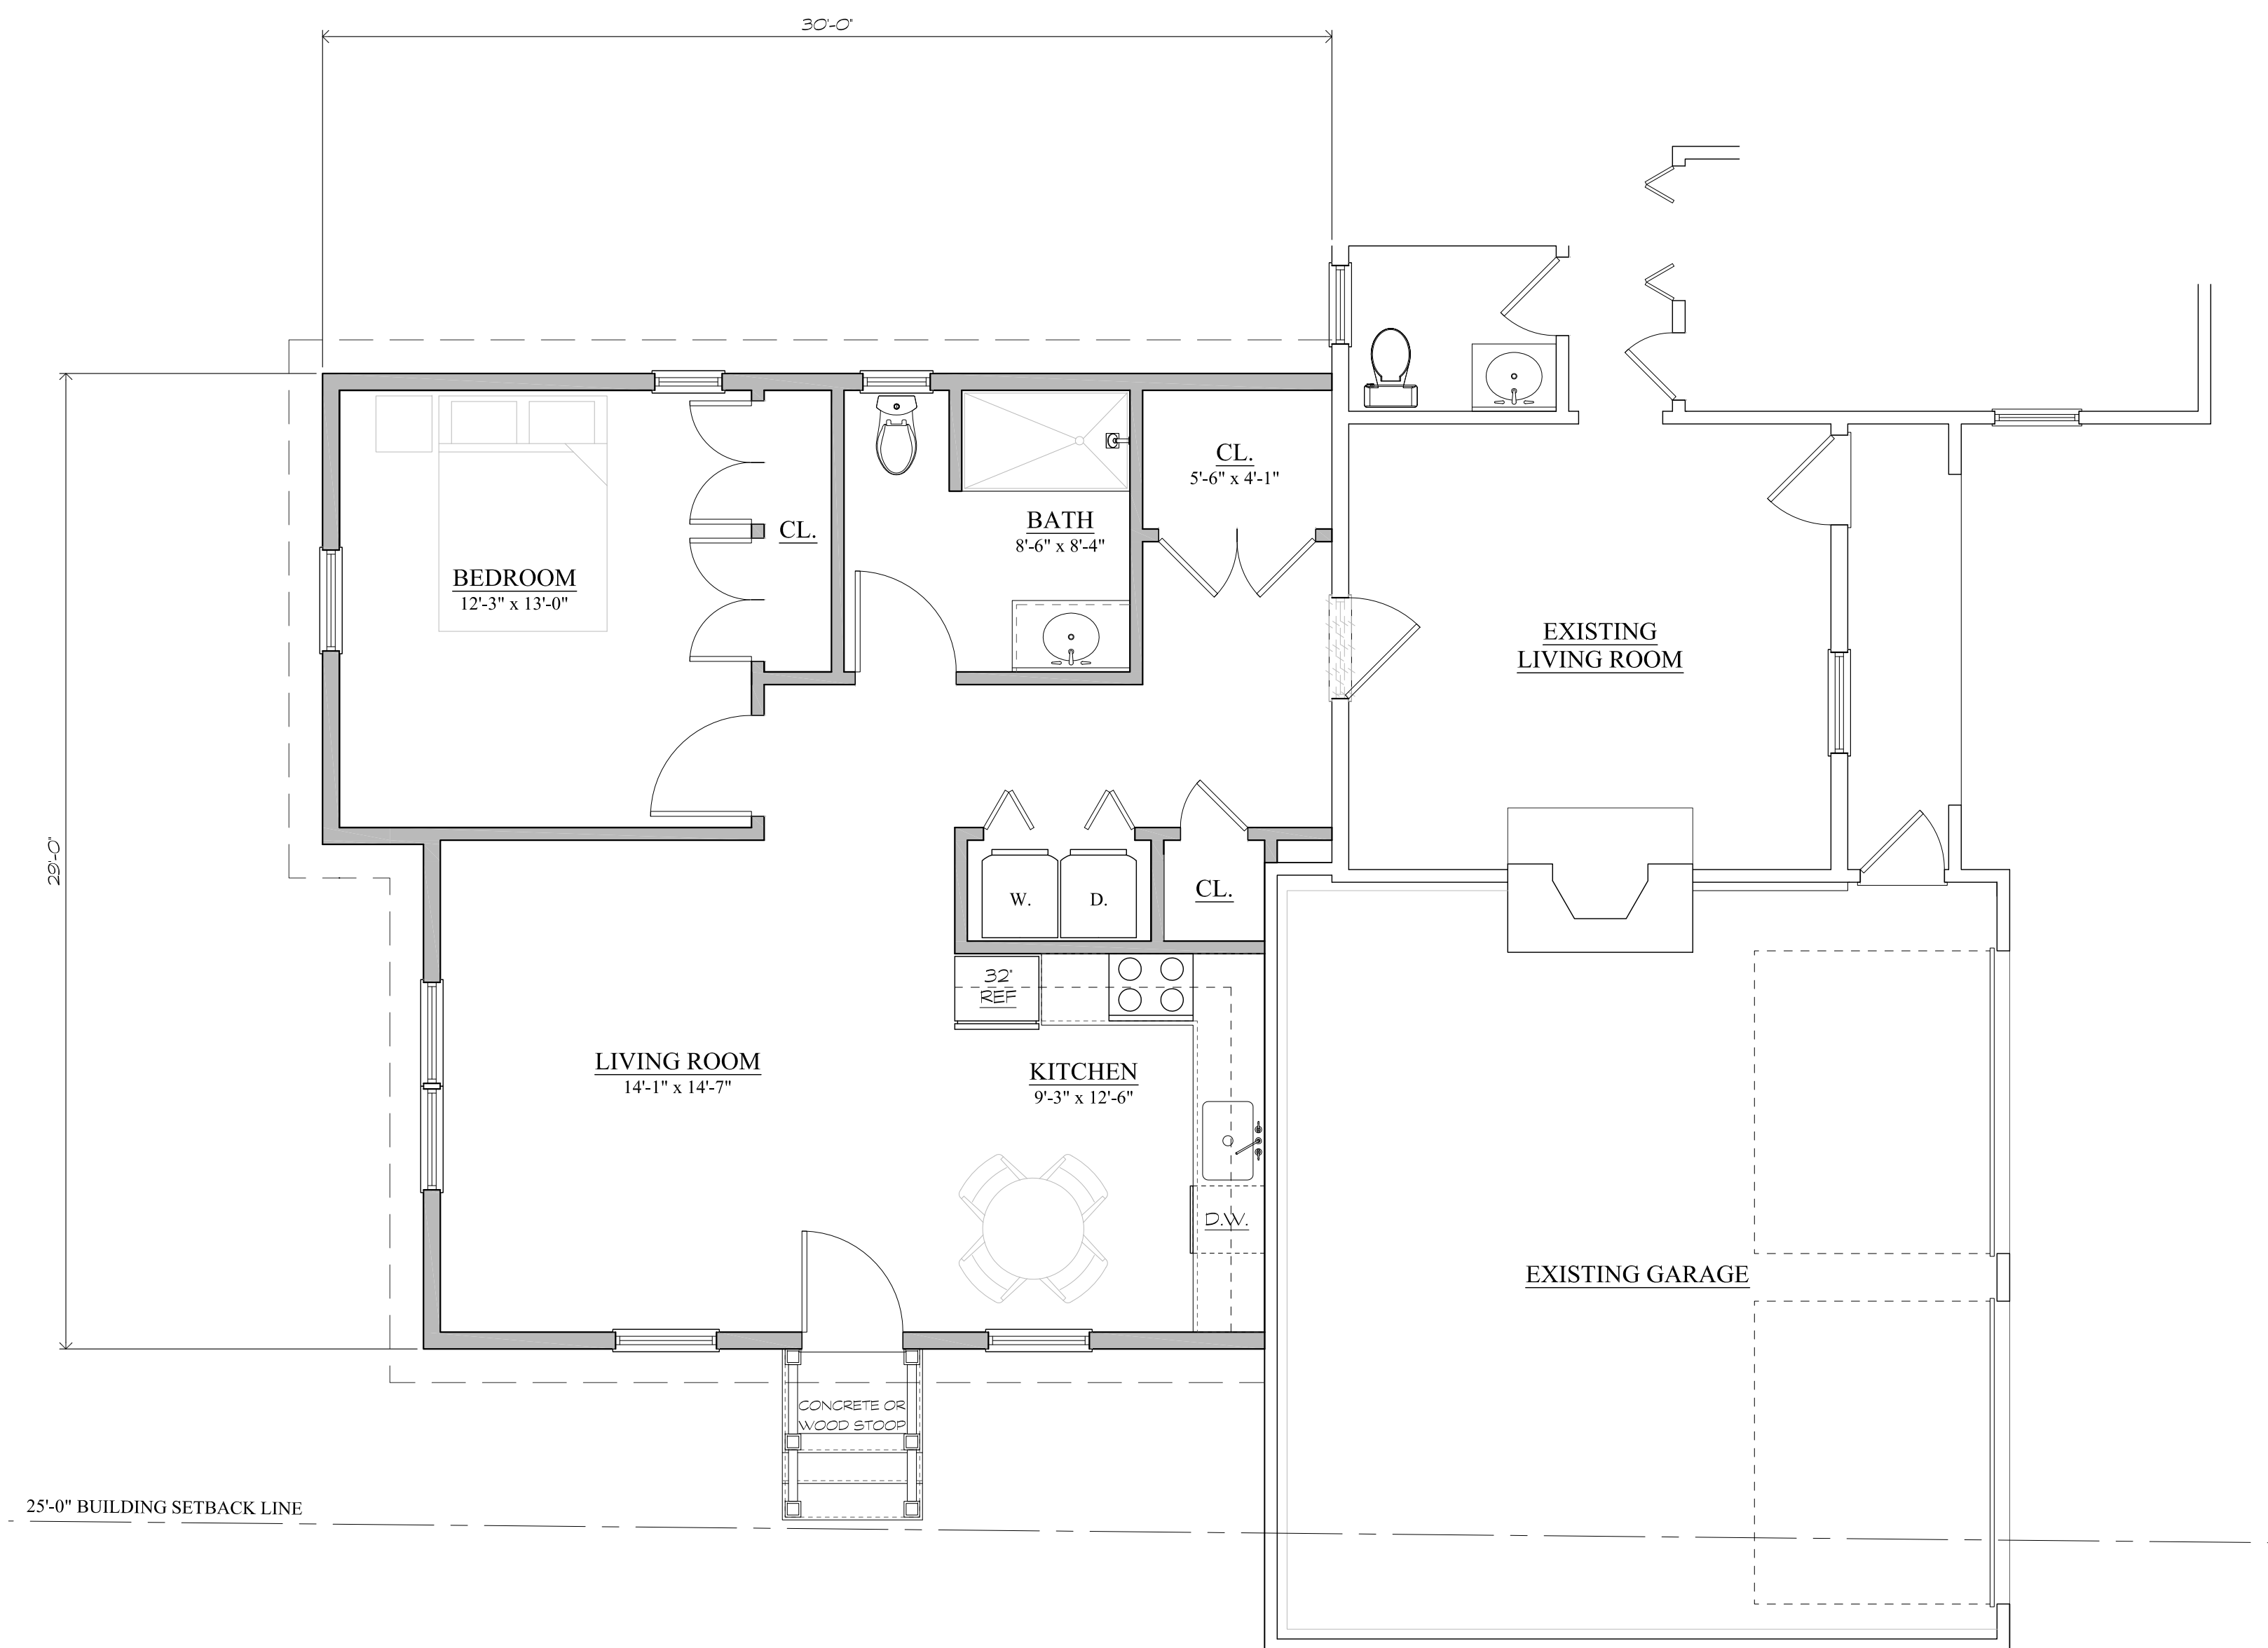 30'-0"
CL.
5'-6" x 4'-1"
BATH
8'-6" x 8'-4"
CL.
BEDROOM
12'-3" x 13'-0"
EXISTING
LIVING ROOM
29'-0"
W.
D.
CL.
32"
REF
LIVING ROOM
14'-1" x 14'-7"
KITCHEN
9'-3" x 12'-6"
D.W.
EXISTING GARAGE
CONCRETE OR
WOOD STOOP
25'-0" BUILDING SETBACK LINE